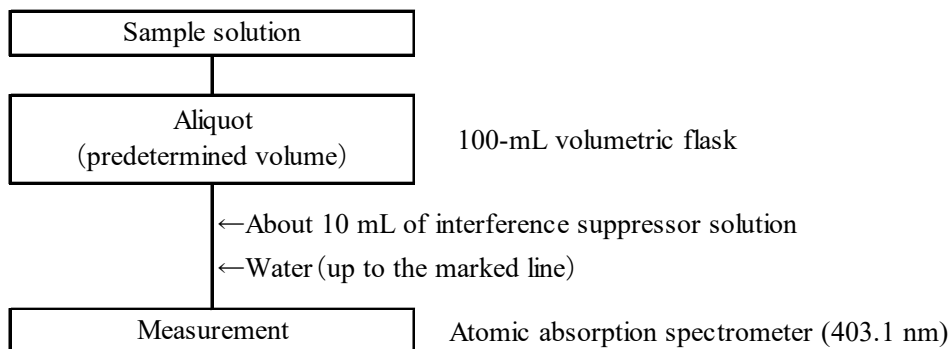 Sample solution
Aliquot
(predetermined volume)
100-mL volumetric flask
←About 10 mL of interference suppressor solution
←Water (up to the marked line)
Measurement
Atomic absorption spectrometer (403.1 nm)